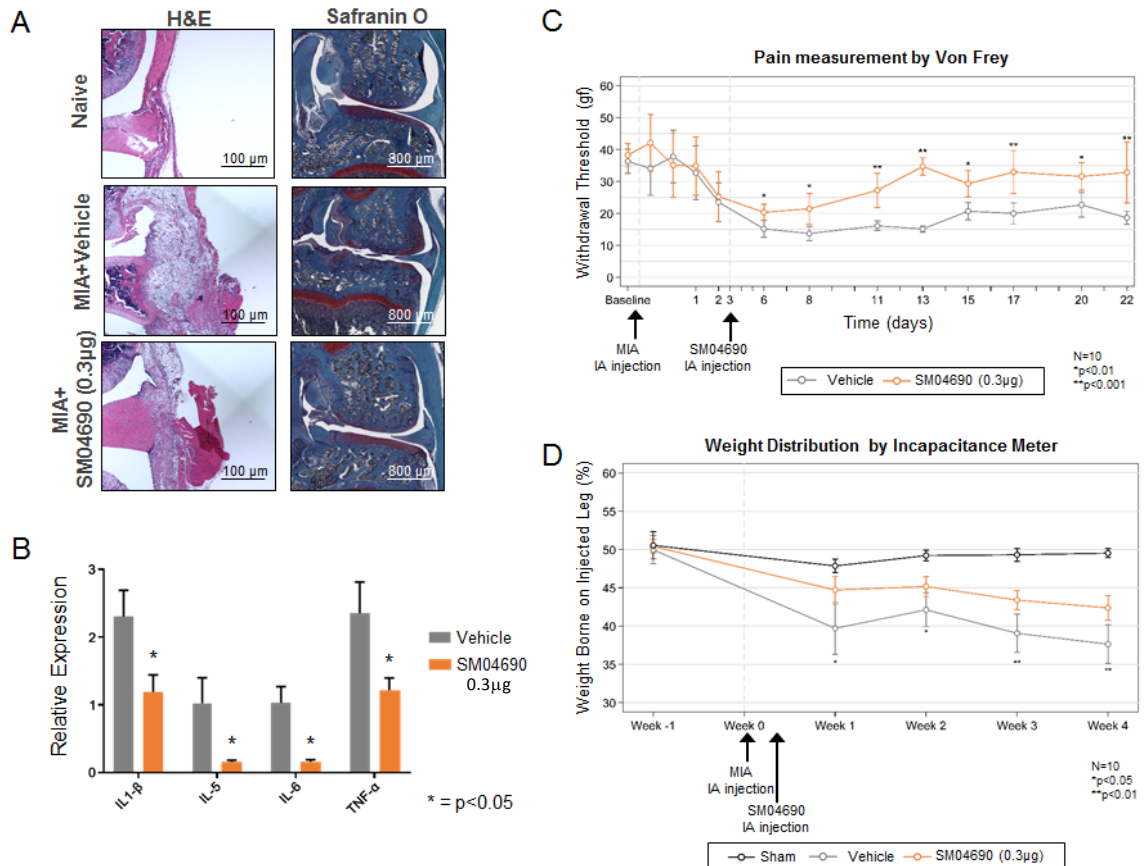 A
H&E
Safranin O
Naive
100 µm
800 µm
MIA+Vehicle
100 µm
800 µm
MIA+
SM04690 (0.3µg)
100 µm
800 µm
B
Relative Expression
3
2
1
0
IL1-β
IL-5
IL-6
TNF-α
*
*
*
*
Vehicle
SM04690
0.3µg
* = p<0.05
C
Pain measurement by Von Frey
Withdrawal Threshold (gf)
60
50
40
30
20
10
0
*
*
**
**
*
**
*
**
Baseline 1 2 3 6 8 11 13 15 17 20 22
Time (days)
MIA
IA injection
SM04690
IA injection
Vehicle SM04690 (0.3µg)
N=10
*p<0.01
**p<0.001
D
Weight Distribution by Incapacitance Meter
Weight Borne on Injected Leg (%)
60
55
50
45
40
35
30
*
*
**
**
Week -1 Week 0 Week 1 Week 2 Week 3 Week 4
MIA
IA injection
SM04690
IA injection
N=10
*p<0.05
**p<0.01
Sham Vehicle SM04690 (0.3µg)